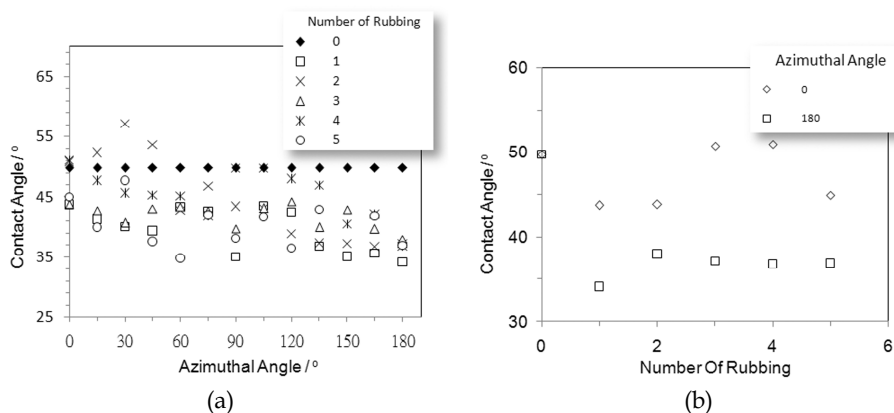 Number of Rubbing
0
1
2
3
4
5
65
55
45
35
25
Contact Angle / º
0 30 60 90 120 150 180
Azimuthal Angle / º
(a)
Azimuthal Angle
0
180
60
50
40
30
Contact Angle / º
0 2 4 6
Number Of Rubbing
(b)